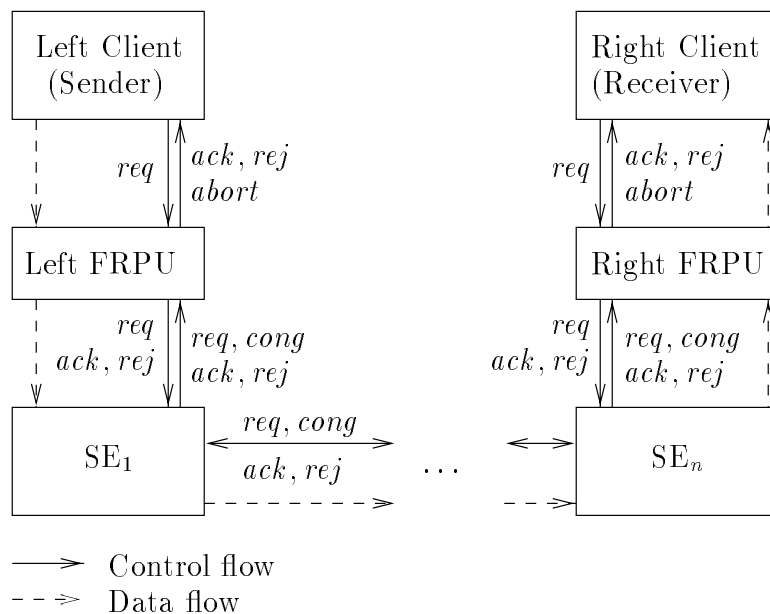 Left Client
(Sender)
Right Client
(Receiver)
req
ack, rej
abort
req
ack, rej
abort
Left FRPU
Right FRPU
req
ack, rej
req, cong
ack, rej
req
ack, rej
req, cong
ack, rej
SE₁
req, cong
ack, rej
...
SEₙ
Control flow
Data flow